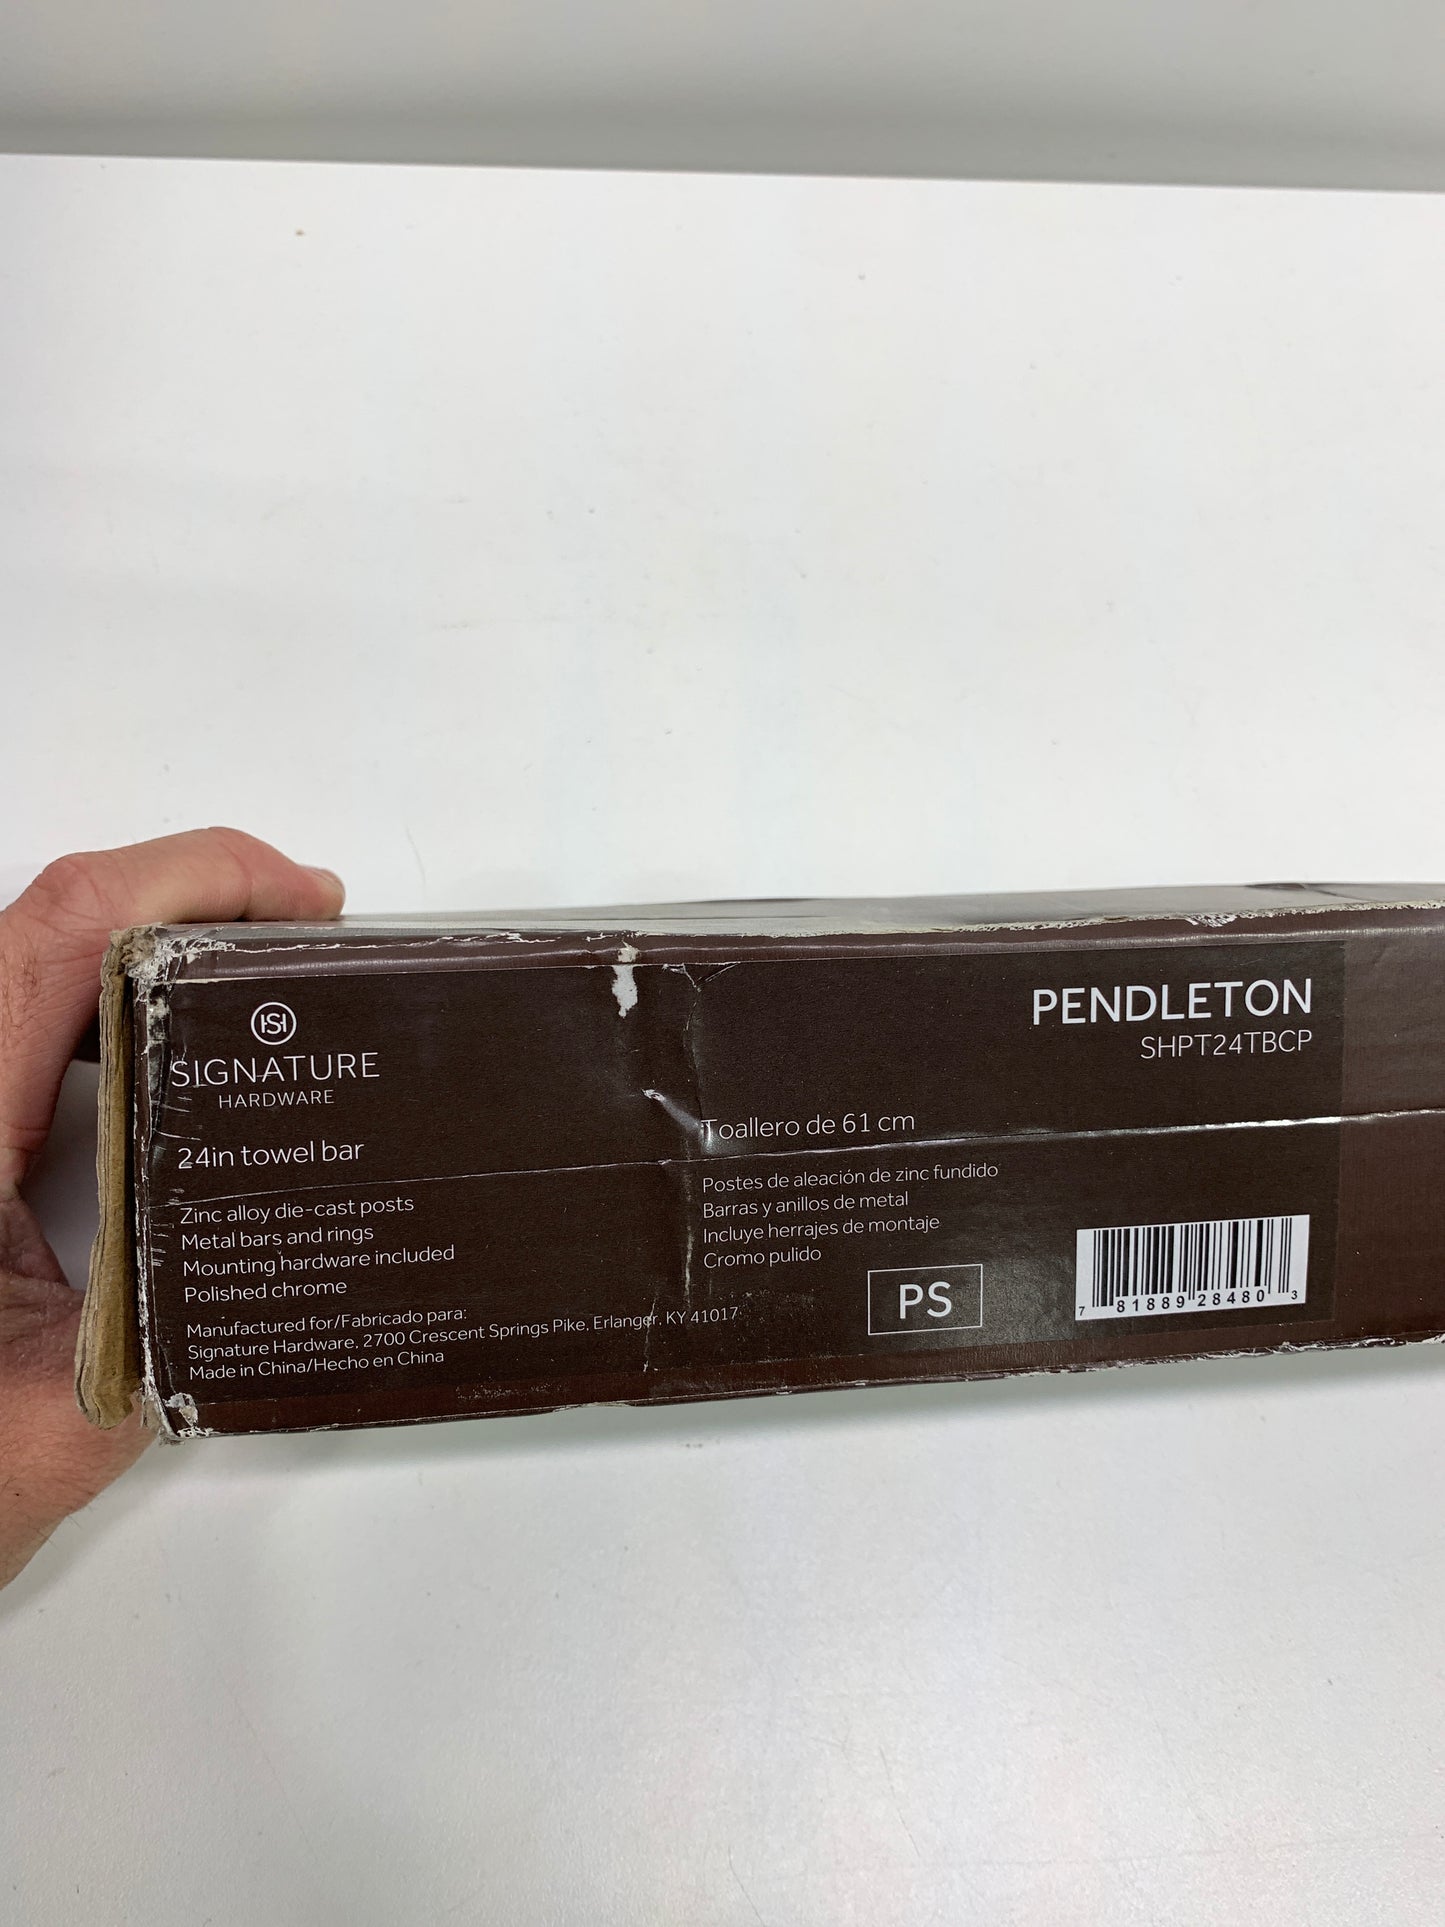 SH
SIGNATURE
HARDWARE
24in towel bar
Zinc alloy die-cast posts
Metal bars and rings
Mounting hardware included
Polished chrome
Manufactured for/Fabricado para:
Signature Hardware, 2700 Crescent Springs Pike, Erlanger, KY 41017
Made in China/Hecho en China
Toallero de 61 cm
Postes de aleación de zinc fundido
Barras y anillos de metal
Incluye herrajes de montaje
Cromo pulido
PS
PENDLETON
SHPT24TBCP
7 81889 28480 3